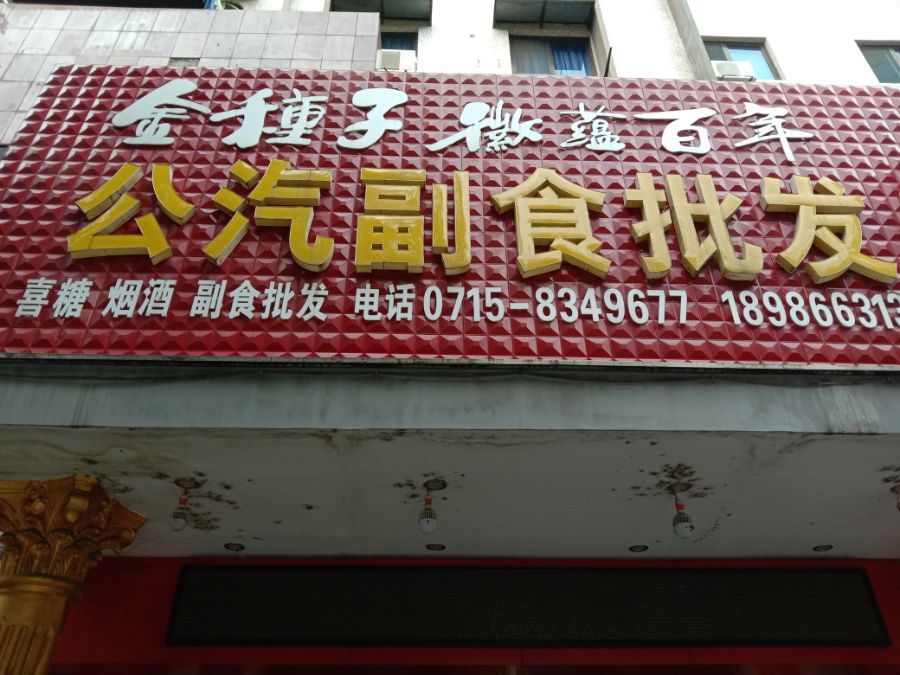 金種子 徽蕴百年
公汽副食批发
喜糖 烟酒 副食批发 电话0715-8349677 189866313